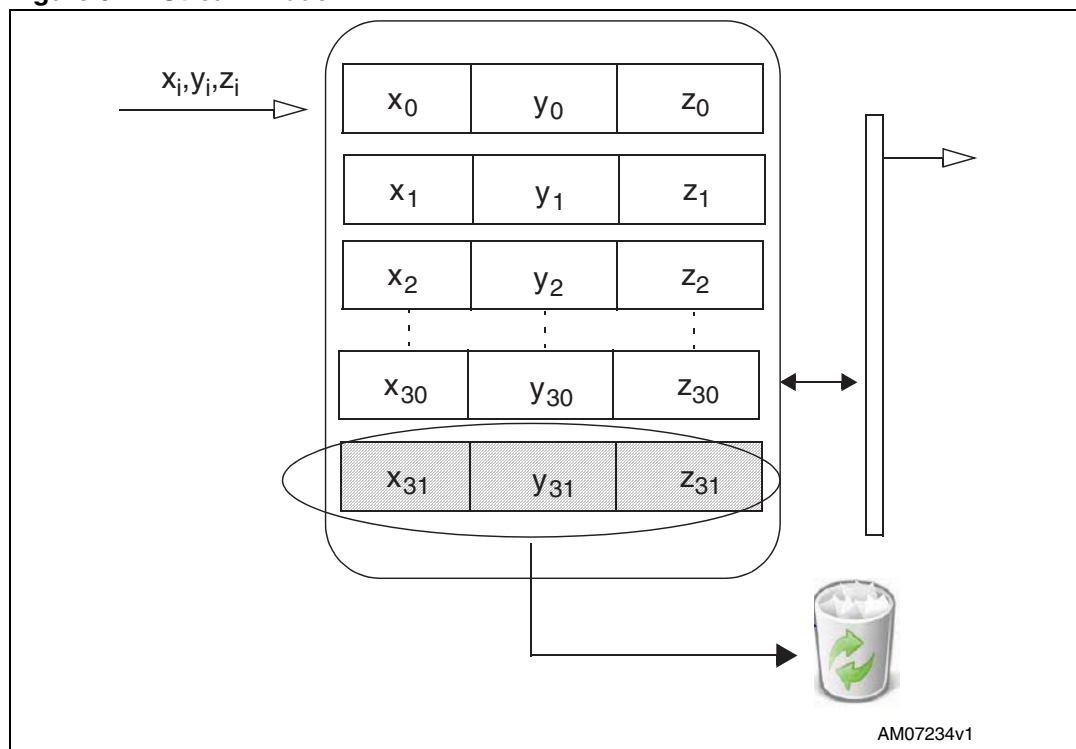 xi,yi,zi
x0 y0 z0
x1 y1 z1
x2 y2 z2
x30 y30 z30
x31 y31 z31
AM07234v1